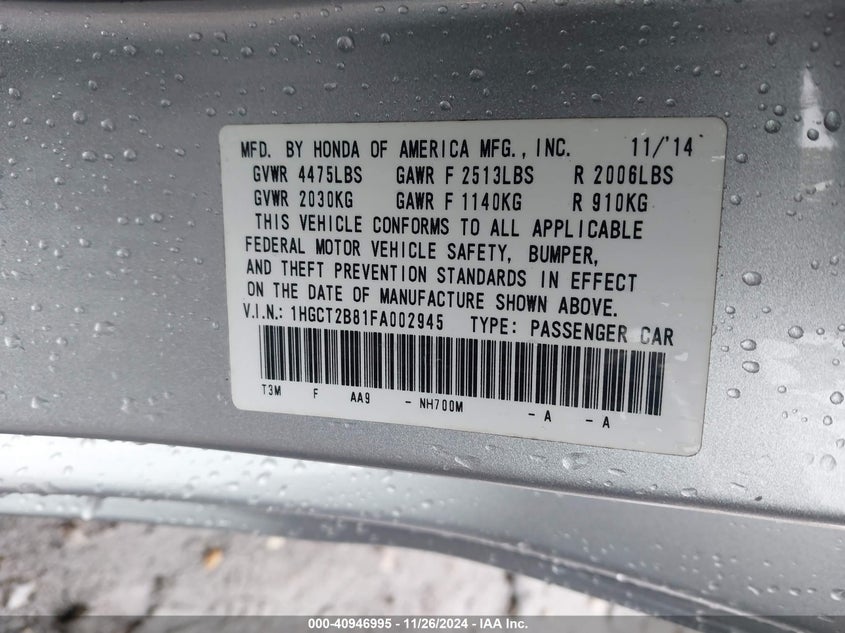 MFD. BY HONDA OF AMERICA MFG., INC. 11/'14
GVWR 4475LBS GAWR F 2513LBS R 2006LBS
GVWR 2030KG GAWR F 1140KG R 910KG
THIS VEHICLE CONFORMS TO ALL APPLICABLE
FEDERAL MOTOR VEHICLE SAFETY, BUMPER,
AND THEFT PREVENTION STANDARDS IN EFFECT
ON THE DATE OF MANUFACTURE SHOWN ABOVE.
V.I.N.: 1HGCT2B81FA002945 TYPE: PASSENGER CAR
T3M F AA9 - NH700M - A - A
000-40946995 - 11/26/2024 - IAA Inc.